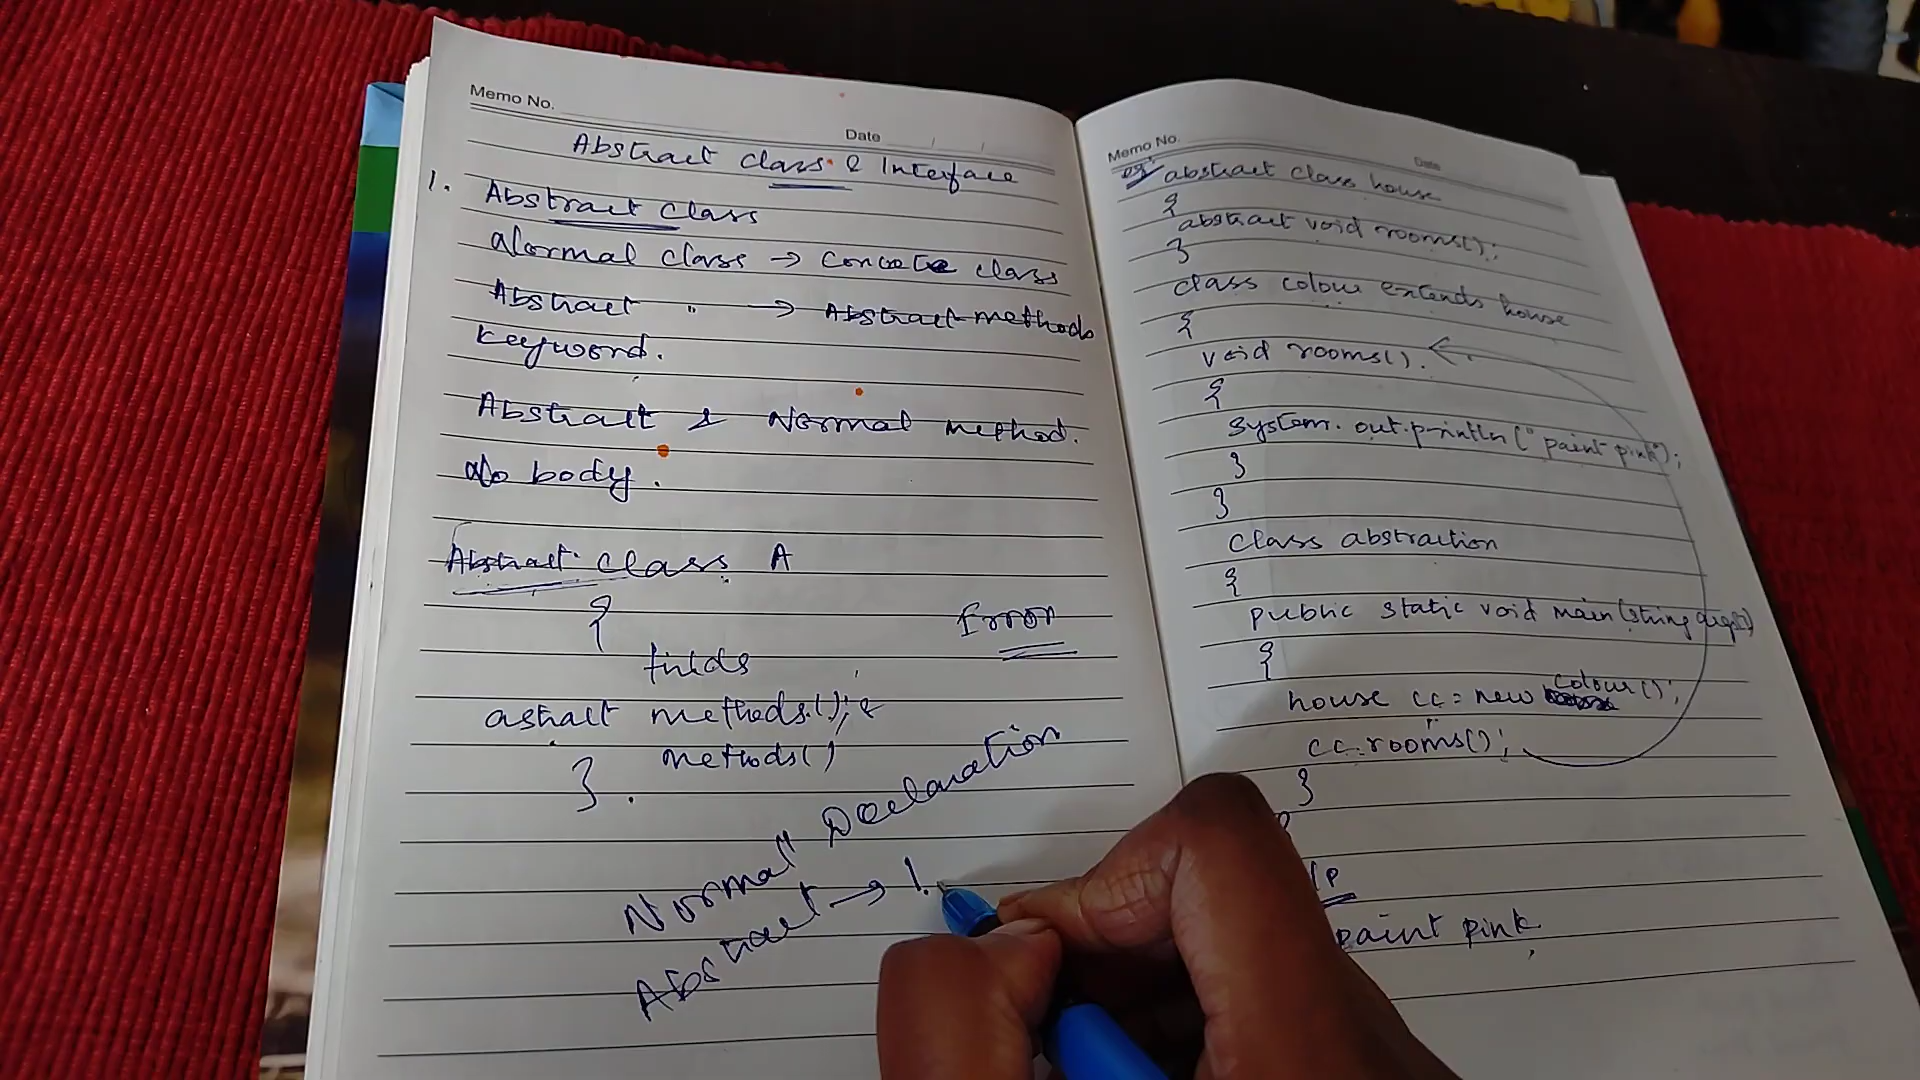 Memo No.
Date
Abstract class & Interface
1. Abstract class
Normal class → Concrete class
Abstract " → Abstract methods
keyword.
Abstract & Normal method.
No body.
Abstract class A
{
Error
fields
astract methods();
methods()
}.
Normal" Declaration
Abstract → 1.
Memo No.
Date
eg: abstract class house
{
abstract void rooms();
}
class colour extends house
{
void rooms().
{
system.out.println("paint pink");
}
}
class abstraction
{
public static void main(string args[])
{
house cc = new colour();
cc.rooms();
}
paint pink